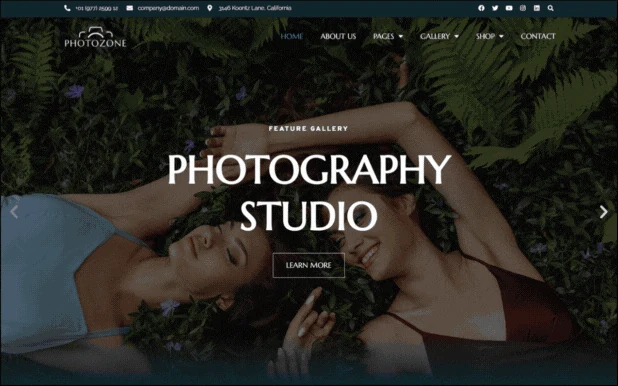 +01 (977) 2599 12 company@domain.com 3146 Koontz Lane, California
PHOTOZONE
HOME ABOUT US PAGES GALLERY SHOP CONTACT
FEATURE GALLERY
PHOTOGRAPHY
STUDIO
LEARN MORE